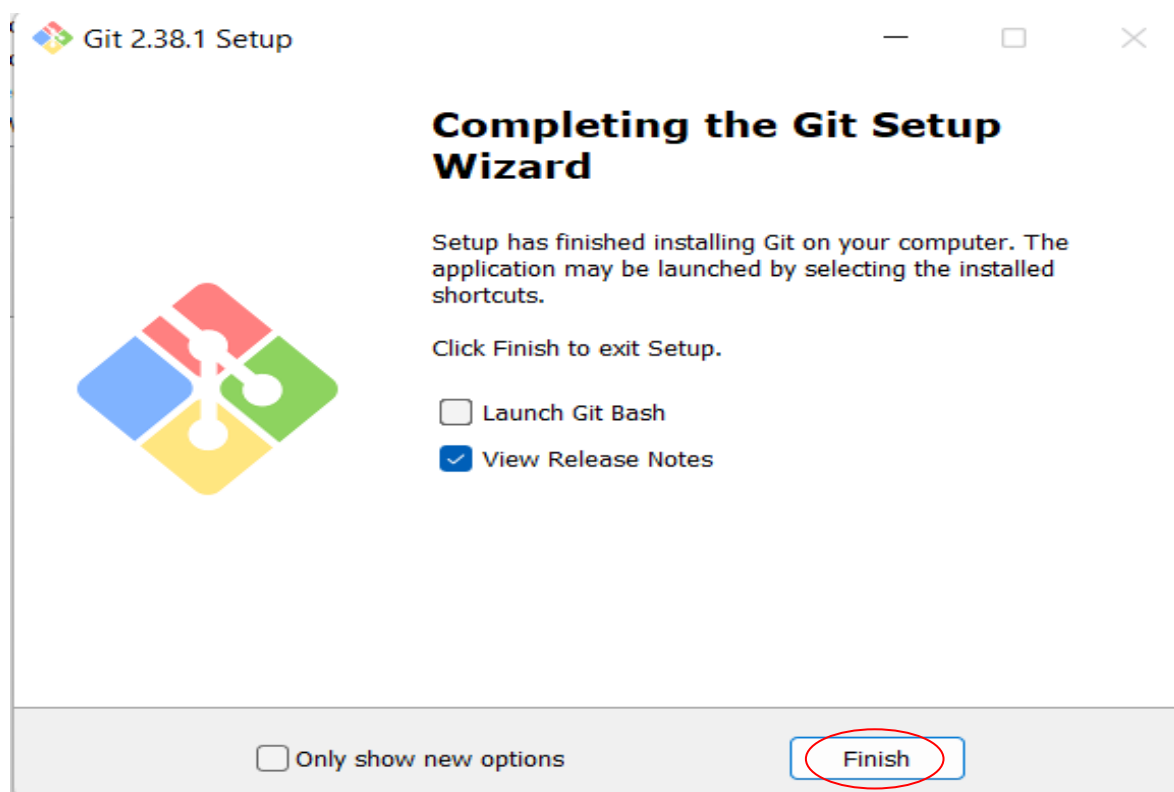 Git 2.38.1 Setup
Completing the Git Setup
Wizard
Setup has finished installing Git on your computer. The
application may be launched by selecting the installed
shortcuts.
Click Finish to exit Setup.
Launch Git Bash
View Release Notes
Only show new options
Finish